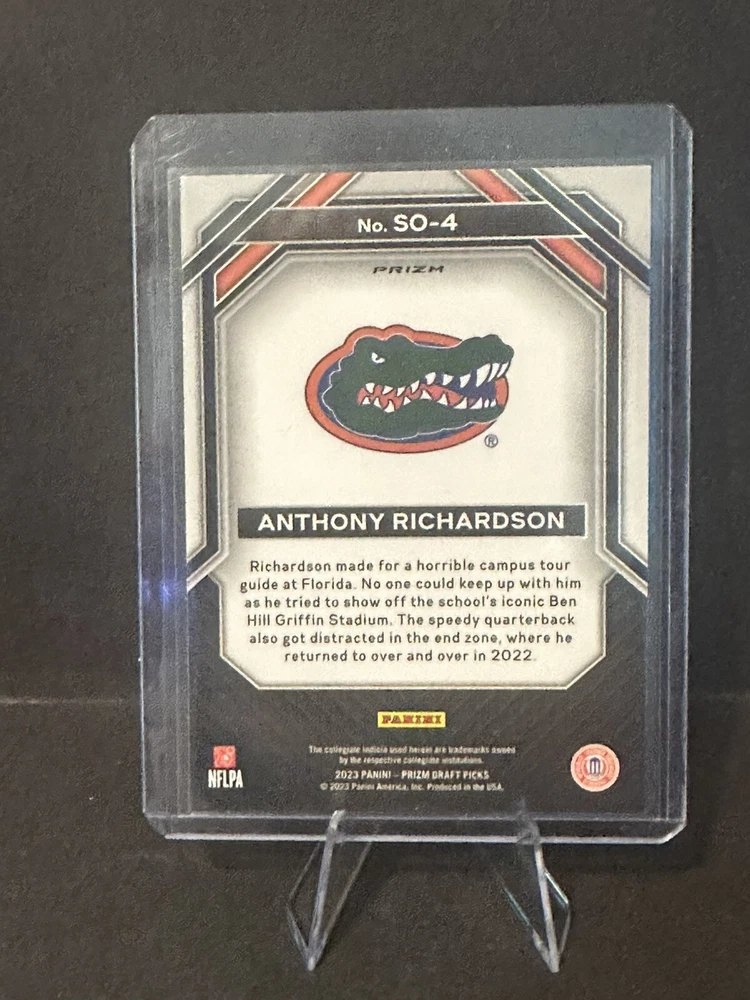 No. SO-4
PRIZM
®
ANTHONY RICHARDSON
Richardson made for a horrible campus tour
guide at Florida. No one could keep up with him
as he tried to show off the school's iconic Ben
Hill Griffin Stadium. The speedy quarterback
also got distracted in the end zone, where he
returned to over and over in 2022.
PANINI
The collegiate indicia used herein are trademarks owned
by the respective collegiate institutions.
2023 PANINI – PRIZM DRAFT PICKS
© 2023 Panini America, Inc. Produced in the USA.
NFLPA